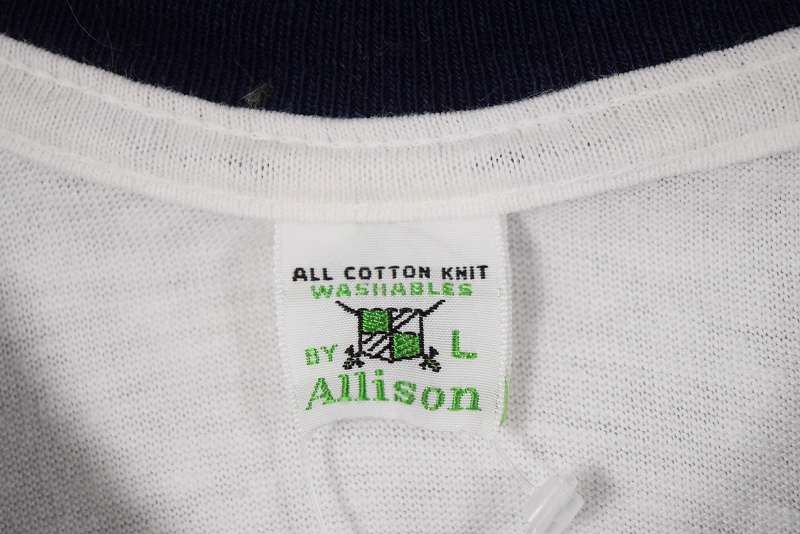 ALL COTTON KNIT
WASHABLES
BY L
Allison